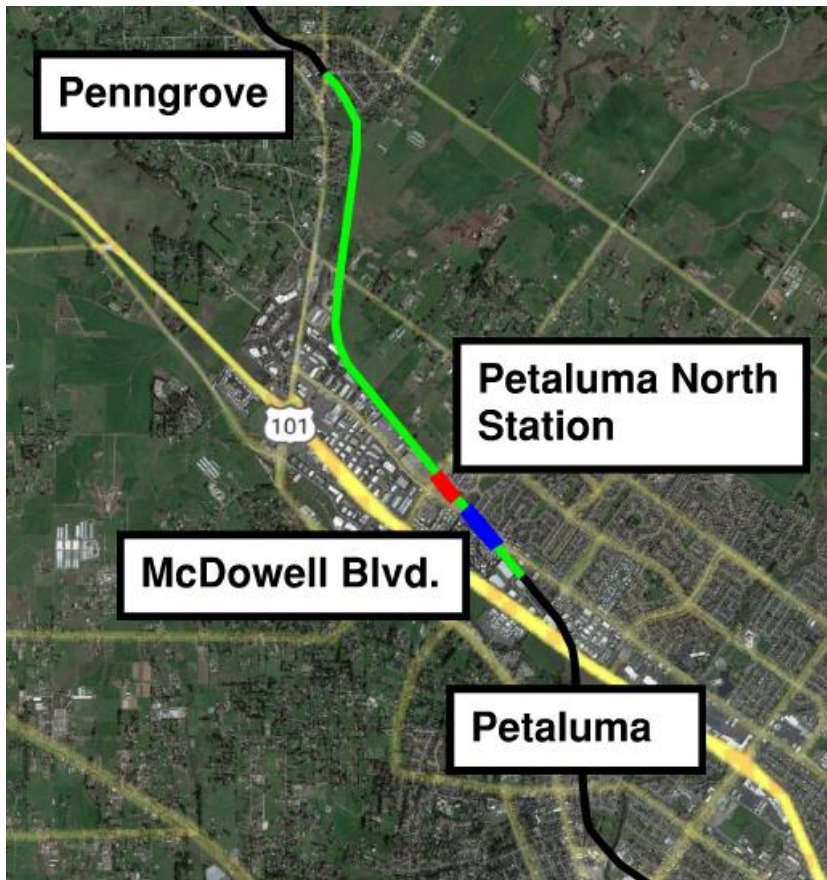 Penngrove
Petaluma North
Station
101
McDowell Blvd.
Petaluma